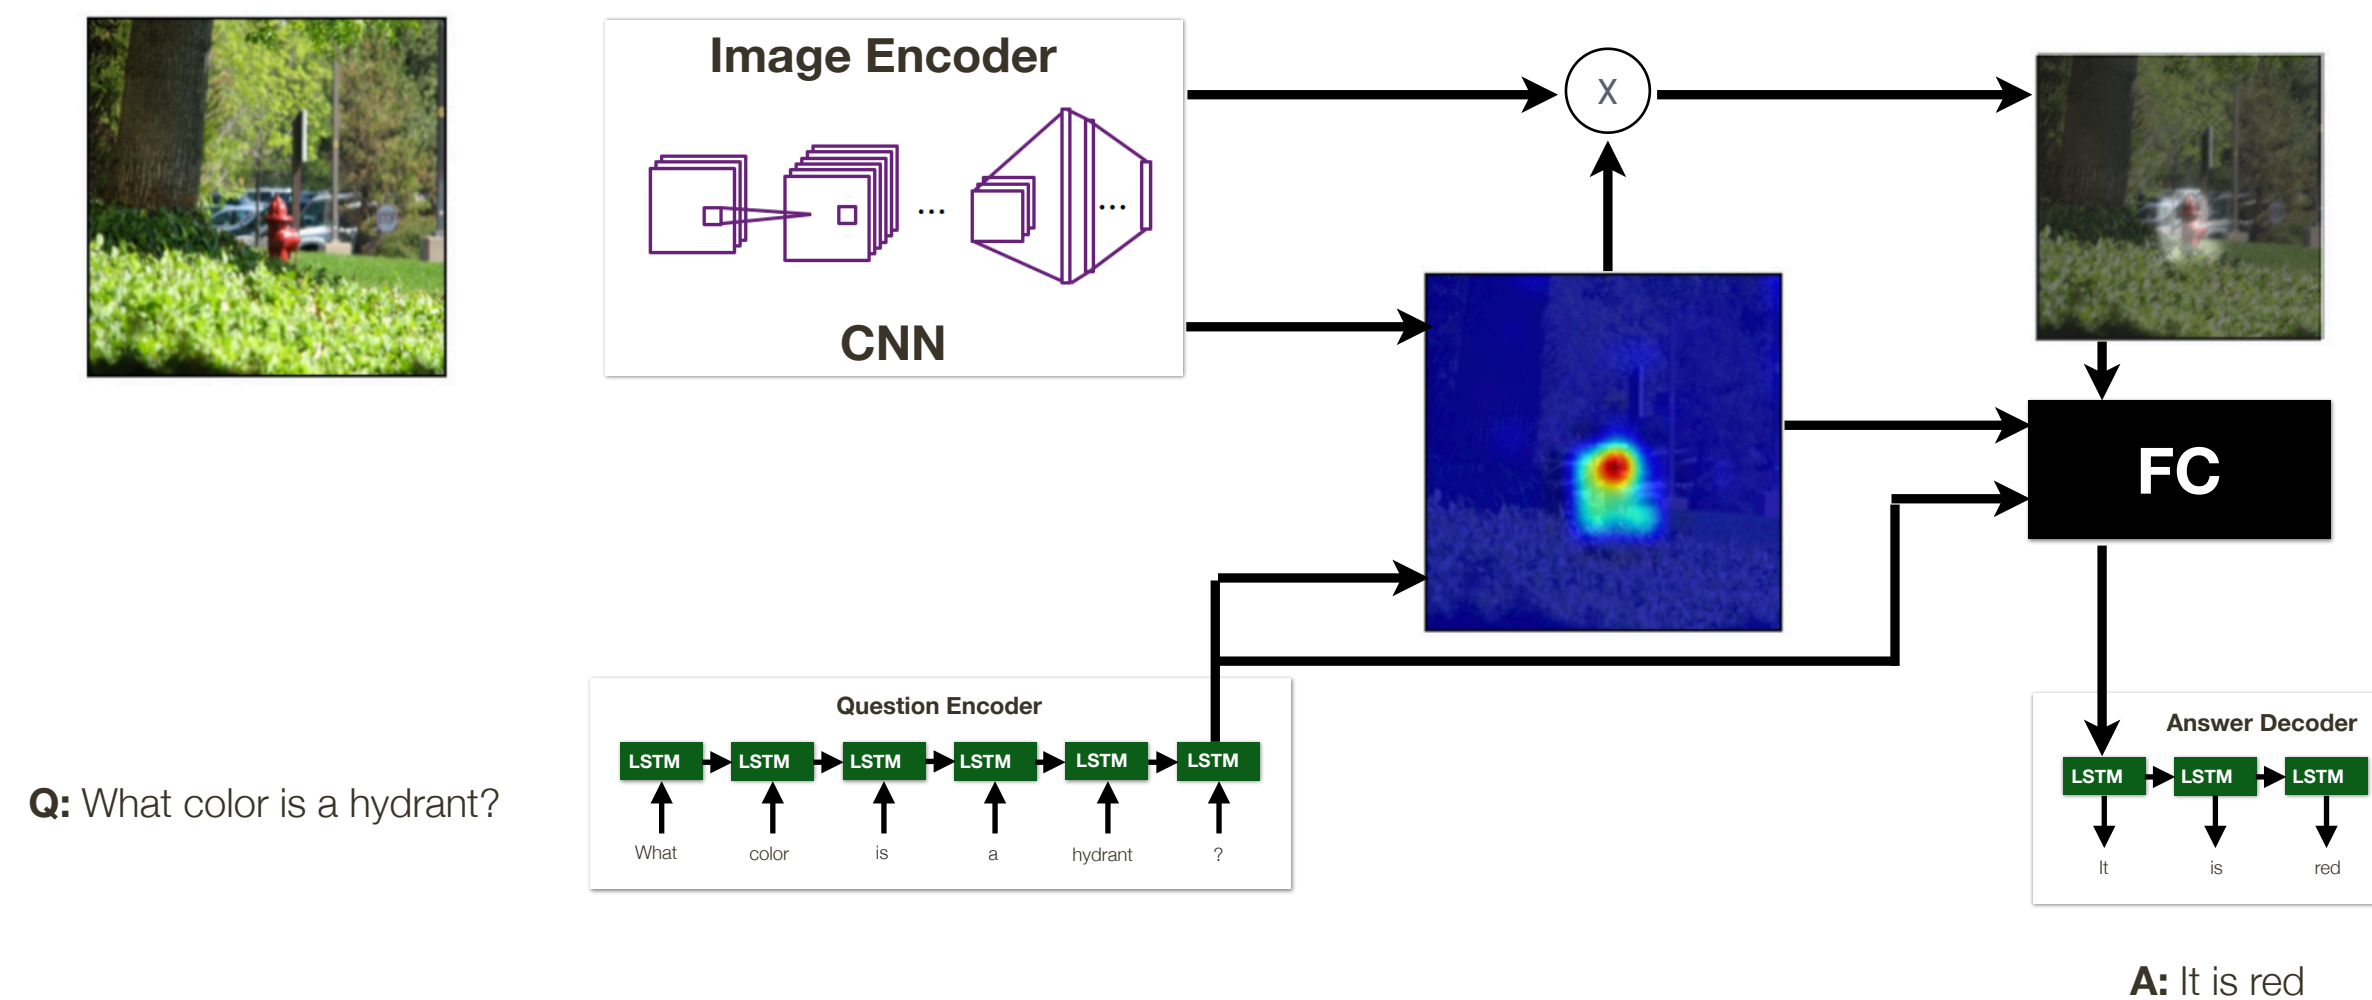 Image Encoder
...
...
CNN
X
FC
Question Encoder
LSTM LSTM LSTM LSTM LSTM LSTM
What color is a hydrant ?
Q: What color is a hydrant?
Answer Decoder
LSTM LSTM LSTM
It is red
A: It is red